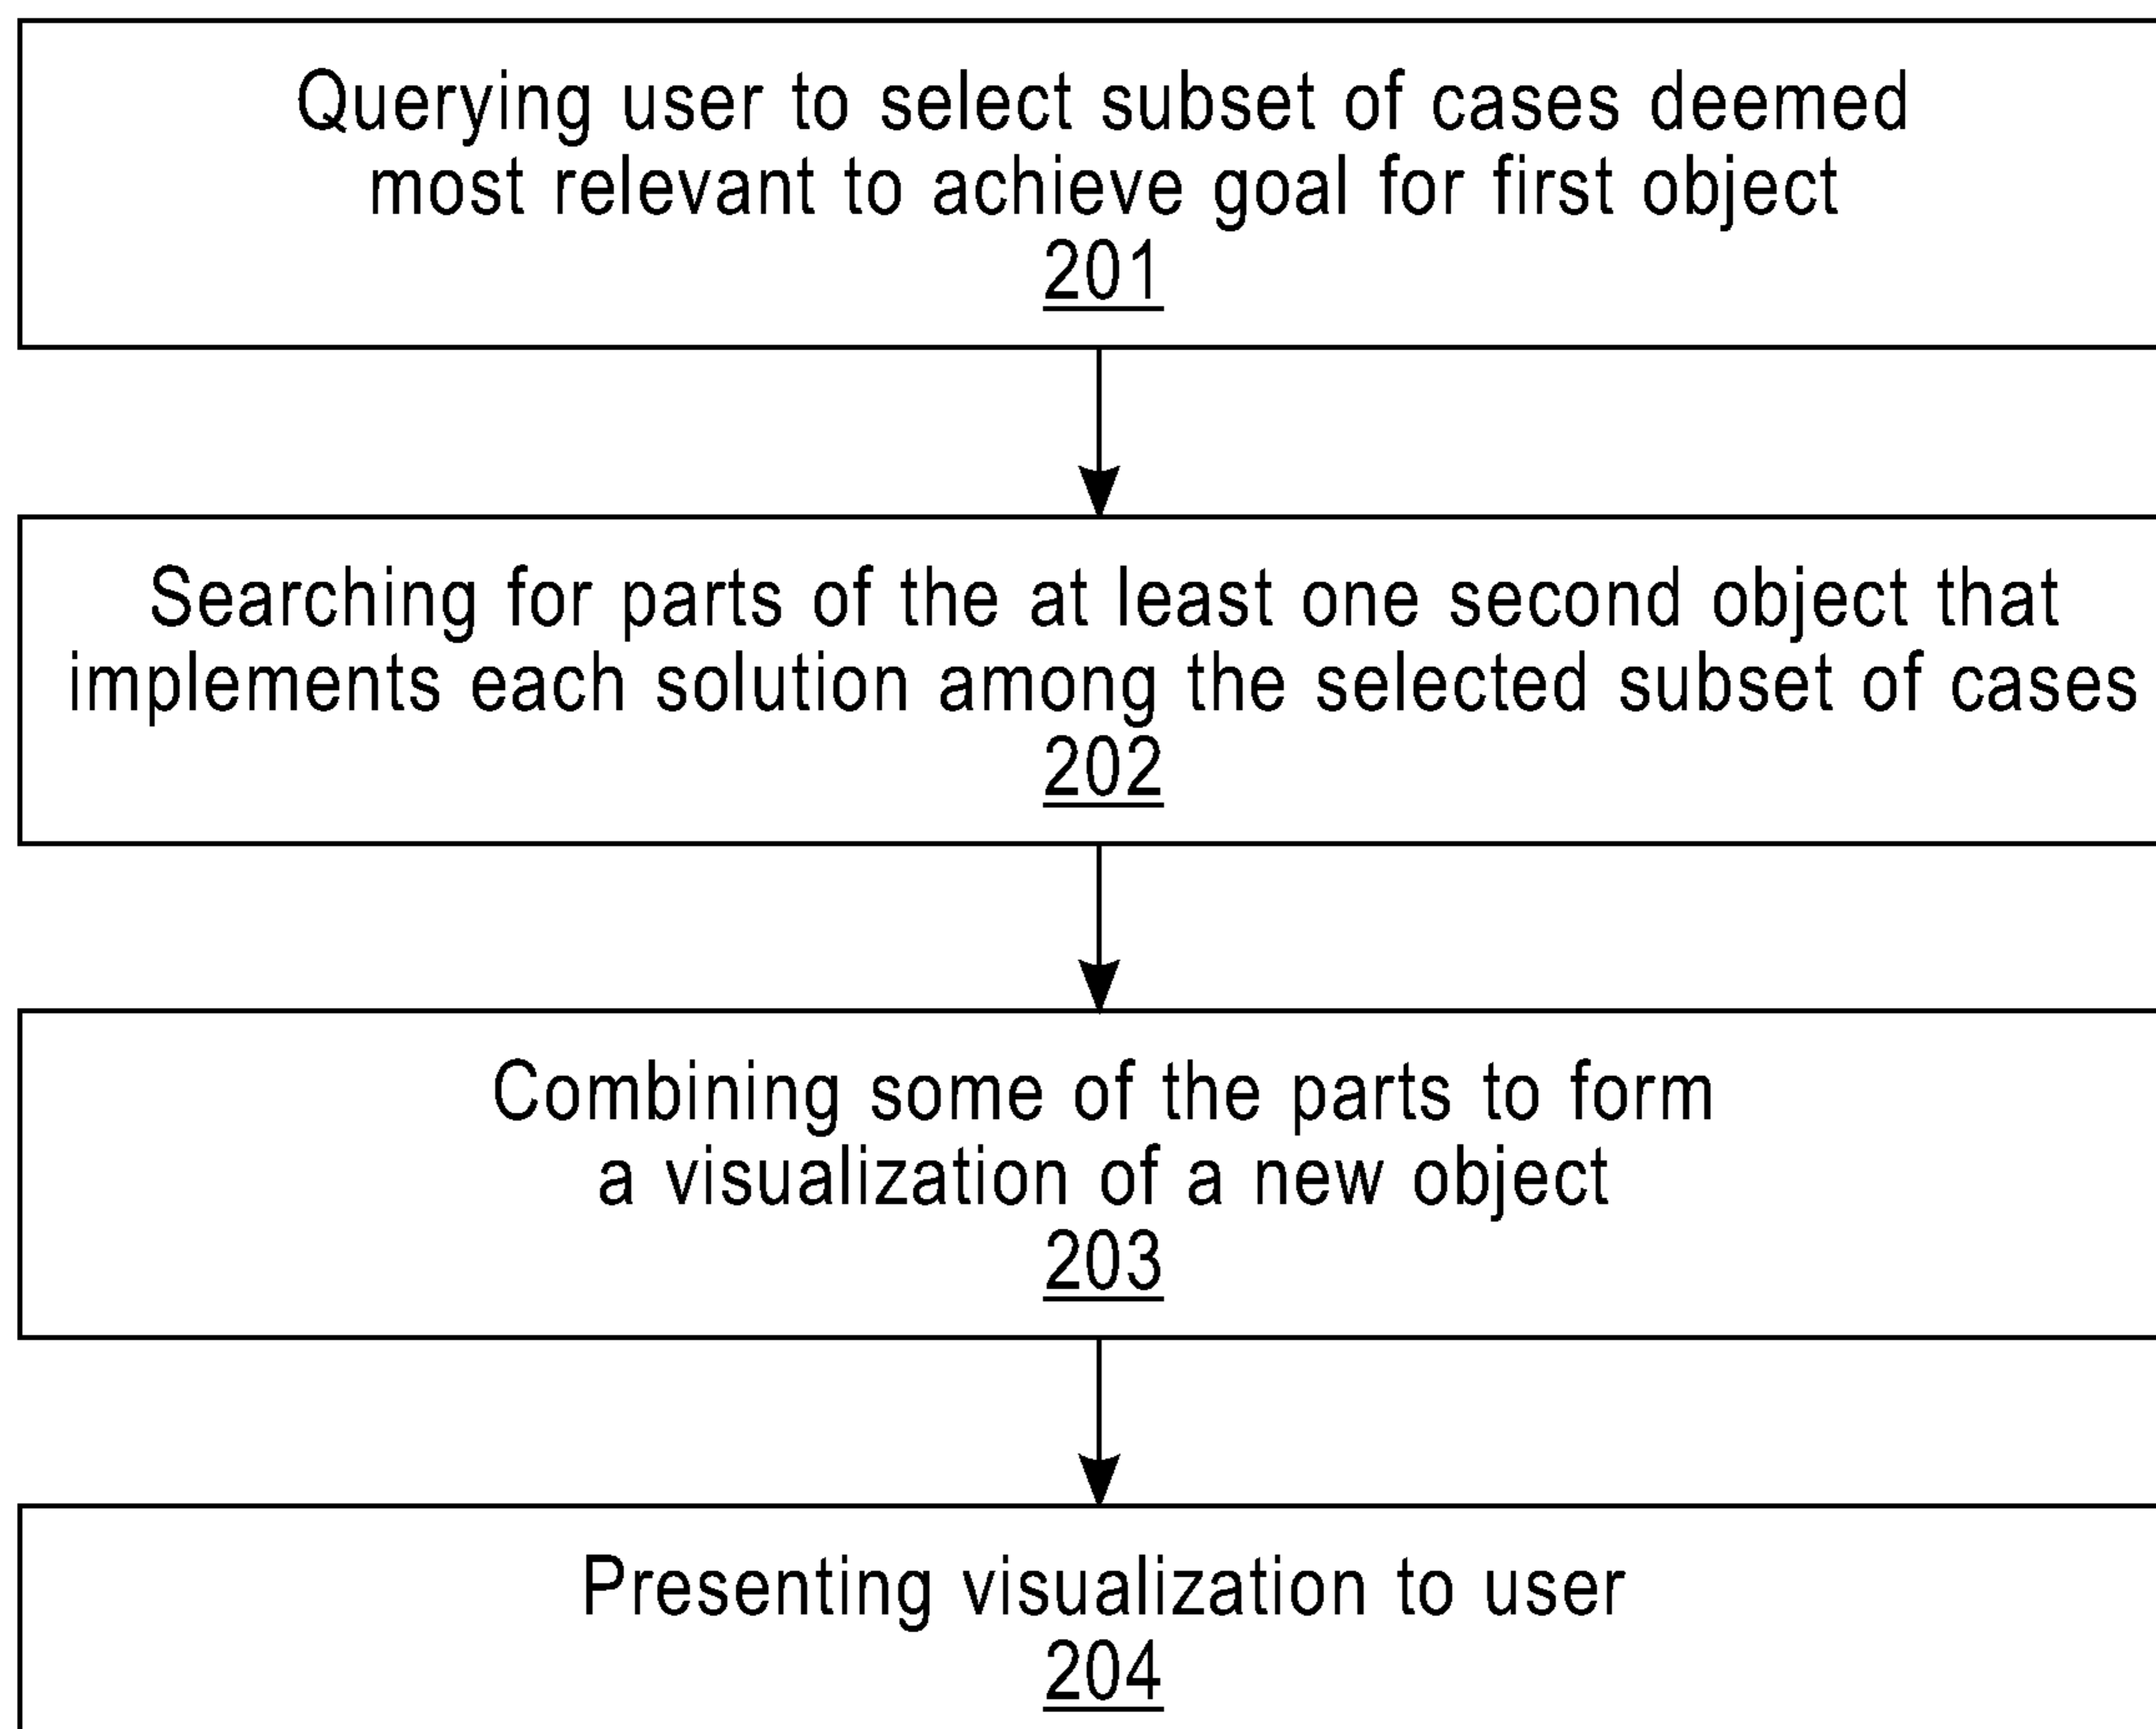 Querying user to select subset of cases deemed
most relevant to achieve goal for first object
201
Searching for parts of the at least one second object that
implements each solution among the selected subset of cases
202
Combining some of the parts to form
a visualization of a new object
203
Presenting visualization to user
204